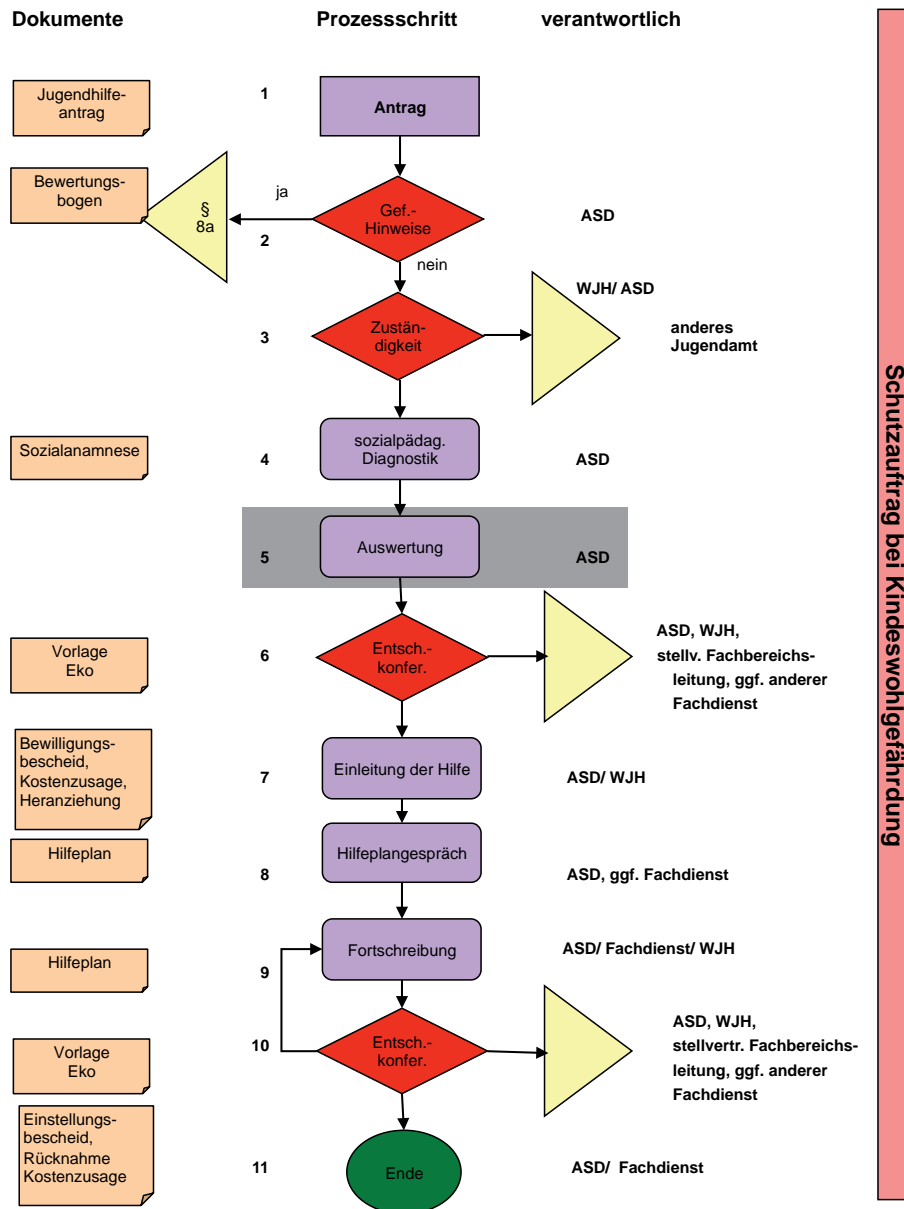 Dokumente
Prozessschritt
verantwortlich
Jugendhilfe-
antrag
1
Antrag
Bewertungs-
bogen
§
8a
ja
2
Gef.-
Hinweise
ASD
nein
3
Zustän-
digkeit
WJH/ ASD
anderes
Jugendamt
Sozialanamnese
4
sozialpädag.
Diagnostik
ASD
5
Auswertung
ASD
Vorlage
Eko
6
Entsch.-
konfer.
ASD, WJH,
stellv. Fachbereichs-
leitung, ggf. anderer
Fachdienst
Bewilligungs-
bescheid,
Kostenzusage,
Heranziehung
7
Einleitung der Hilfe
ASD/ WJH
Hilfeplan
8
Hilfeplangespräch
ASD, ggf. Fachdienst
Hilfeplan
9
Fortschreibung
ASD/ Fachdienst/ WJH
Vorlage
Eko
10
Entsch.-
konfer.
ASD, WJH,
stellvertr. Fachbereichs-
leitung, ggf. anderer
Fachdienst
Einstellungs-
bescheid,
Rücknahme
Kostenzusage
11
Ende
ASD/ Fachdienst
Schutzauftrag bei Kindeswohlgefährdung